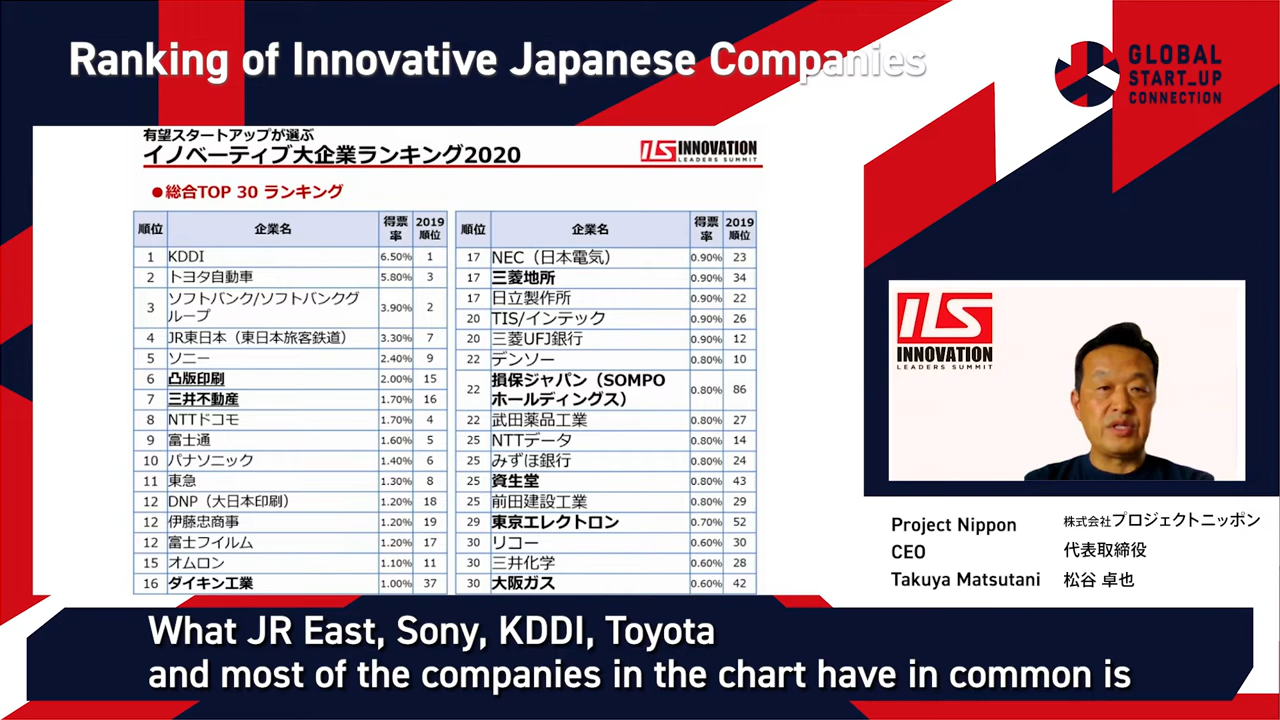 Ranking of Innovative Japanese Companies
GLOBAL
START_UP
CONNECTION
有望スタートアップが選ぶ
イノベーティブ大企業ランキング2020
ILS INNOVATION
LEADERS SUMMIT
●総合TOP 30 ランキング
順位 企業名 得票率 2019順位
1 KDDI 6.50% 1
2 トヨタ自動車 5.80% 3
3 ソフトバンク/ソフトバンクグループ 3.90% 2
4 JR東日本（東日本旅客鉄道） 3.30% 7
5 ソニー 2.40% 9
6 凸版印刷 2.00% 15
7 三井不動産 1.70% 16
8 NTTドコモ 1.70% 4
9 富士通 1.60% 5
10 パナソニック 1.40% 6
11 東急 1.30% 8
12 DNP（大日本印刷） 1.20% 18
12 伊藤忠商事 1.20% 19
12 富士フイルム 1.20% 17
15 オムロン 1.10% 11
16 ダイキン工業 1.00% 37
順位 企業名 得票率 2019順位
17 NEC（日本電気） 0.90% 23
17 三菱地所 0.90% 34
17 日立製作所 0.90% 22
20 TIS/インテック 0.90% 26
20 三菱UFJ銀行 0.90% 12
22 デンソー 0.80% 10
22 損保ジャパン（SOMPOホールディングス） 0.80% 86
22 武田薬品工業 0.80% 27
25 NTTデータ 0.80% 14
25 みずほ銀行 0.80% 24
25 資生堂 0.80% 43
25 前田建設工業 0.80% 29
29 東京エレクトロン 0.70% 52
30 リコー 0.60% 30
30 三井化学 0.60% 28
30 大阪ガス 0.60% 42
ILS
INNOVATION
LEADERS SUMMIT
Project Nippon
CEO
Takuya Matsutani
株式会社プロジェクトニッポン
代表取締役
松谷 卓也
What JR East, Sony, KDDI, Toyota
and most of the companies in the chart have in common is